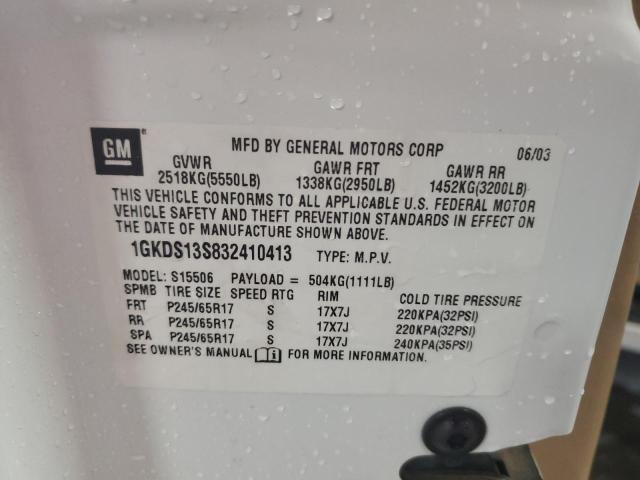 GM ®
MFD BY GENERAL MOTORS CORP 06/03
GVWR GAWR FRT GAWR RR
2518KG(5550LB) 1338KG(2950LB) 1452KG(3200LB)
THIS VEHICLE CONFORMS TO ALL APPLICABLE U.S. FEDERAL MOTOR
VEHICLE SAFETY AND THEFT PREVENTION STANDARDS IN EFFECT ON
THE DATE OF MANUFACTURE SHOWN ABOVE.
1GKDS13S832410413 TYPE: M.P.V.
MODEL: S15506 PAYLOAD = 504KG(1111LB)
SPMB TIRE SIZE SPEED RTG RIM COLD TIRE PRESSURE
FRT P245/65R17 S 17X7J 220KPA(32PSI)
RR P245/65R17 S 17X7J 220KPA(32PSI)
SPA P245/65R17 S 17X7J 240KPA(35PSI)
SEE OWNER'S MANUAL FOR MORE INFORMATION.